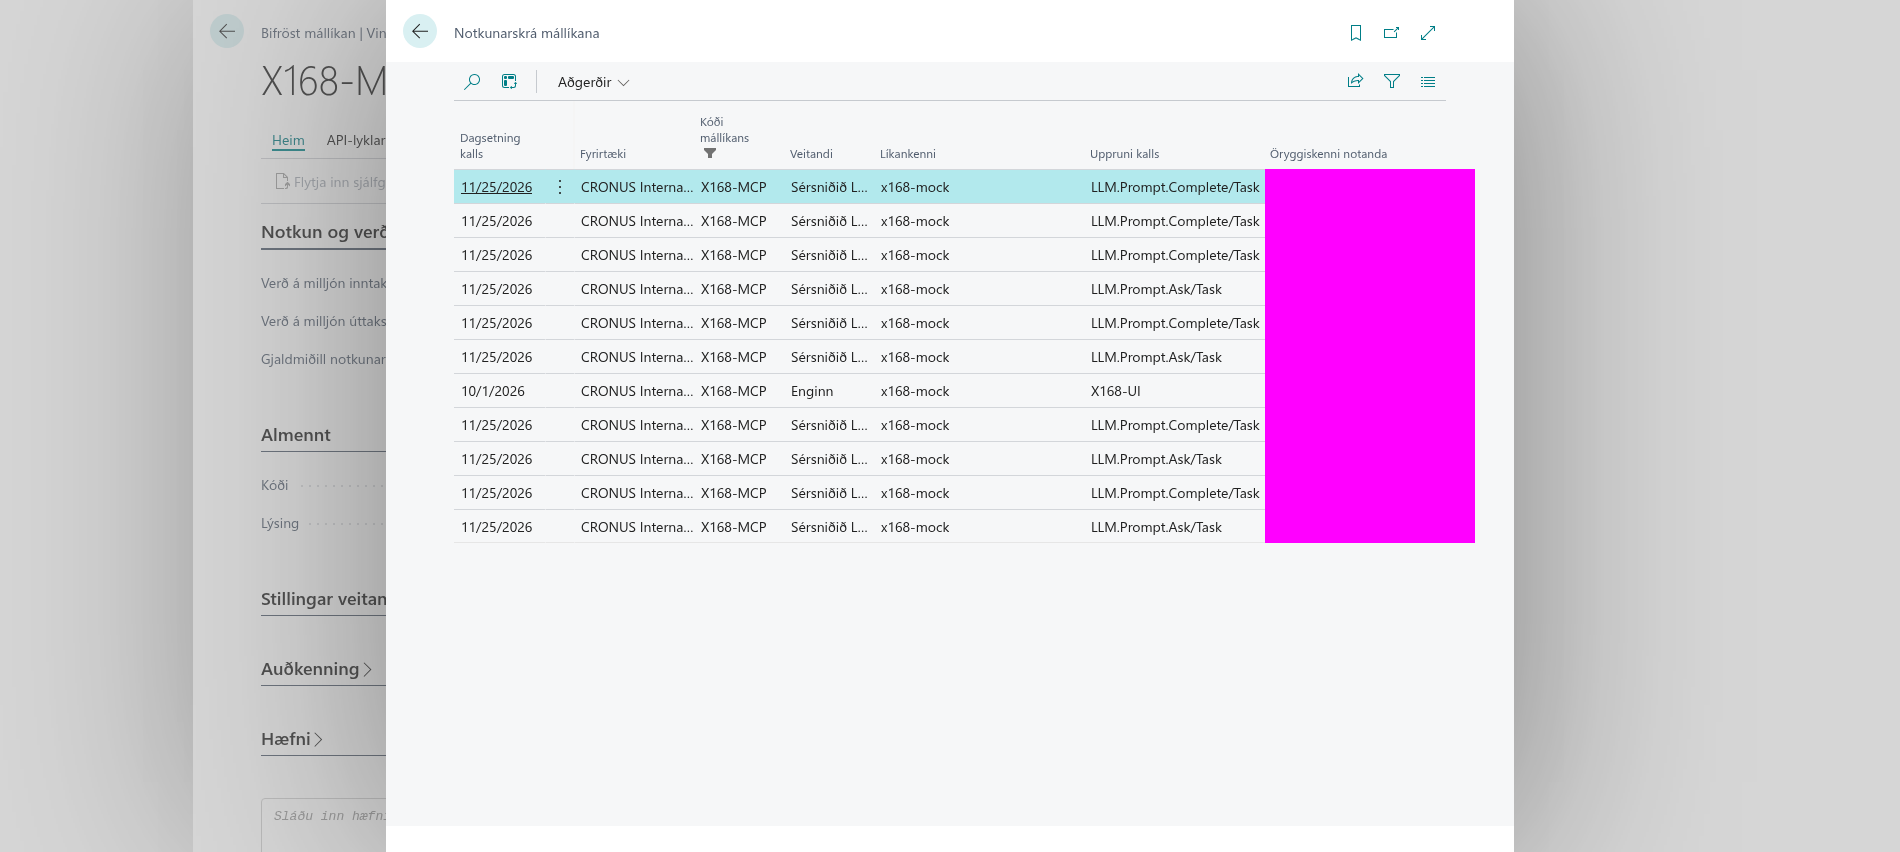 Bifröst mállíkan | Vin
X168-M
Heim API-lyklar
Flytja inn sjálfg
Notkun og verð
Verð á milljón inntak
Verð á milljón úttaks
Gjaldmiðill notkunar
Almennt
Kóði
Lýsing
Stillingar veitan
Auðkenning
Hæfni
Sláðu inn hæfni
Notkunarskrá mállíkana
Aðgerðir
Dagsetning kalls Fyrirtæki Kóði mállíkans Veitandi Líkankenni Uppruni kalls Öryggiskenni notanda
11/25/2026 CRONUS Interna... X168-MCP Sérsniðið L... x168-mock LLM.Prompt.Complete/Task
11/25/2026 CRONUS Interna... X168-MCP Sérsniðið L... x168-mock LLM.Prompt.Complete/Task
11/25/2026 CRONUS Interna... X168-MCP Sérsniðið L... x168-mock LLM.Prompt.Complete/Task
11/25/2026 CRONUS Interna... X168-MCP Sérsniðið L... x168-mock LLM.Prompt.Ask/Task
11/25/2026 CRONUS Interna... X168-MCP Sérsniðið L... x168-mock LLM.Prompt.Complete/Task
11/25/2026 CRONUS Interna... X168-MCP Sérsniðið L... x168-mock LLM.Prompt.Ask/Task
10/1/2026 CRONUS Interna... X168-MCP Enginn x168-mock X168-UI
11/25/2026 CRONUS Interna... X168-MCP Sérsniðið L... x168-mock LLM.Prompt.Complete/Task
11/25/2026 CRONUS Interna... X168-MCP Sérsniðið L... x168-mock LLM.Prompt.Ask/Task
11/25/2026 CRONUS Interna... X168-MCP Sérsniðið L... x168-mock LLM.Prompt.Complete/Task
11/25/2026 CRONUS Interna... X168-MCP Sérsniðið L... x168-mock LLM.Prompt.Ask/Task